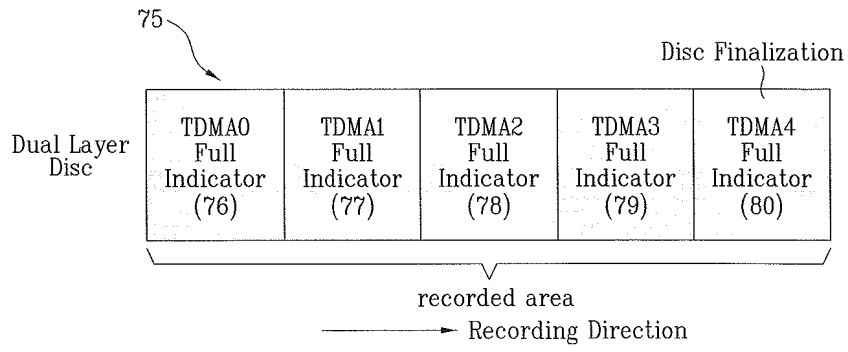 75
Disc Finalization
Dual Layer
Disc
TDMA0
Full
Indicator
(76)
TDMA1
Full
Indicator
(77)
TDMA2
Full
Indicator
(78)
TDMA3
Full
Indicator
(79)
TDMA4
Full
Indicator
(80)
recorded area
Recording Direction